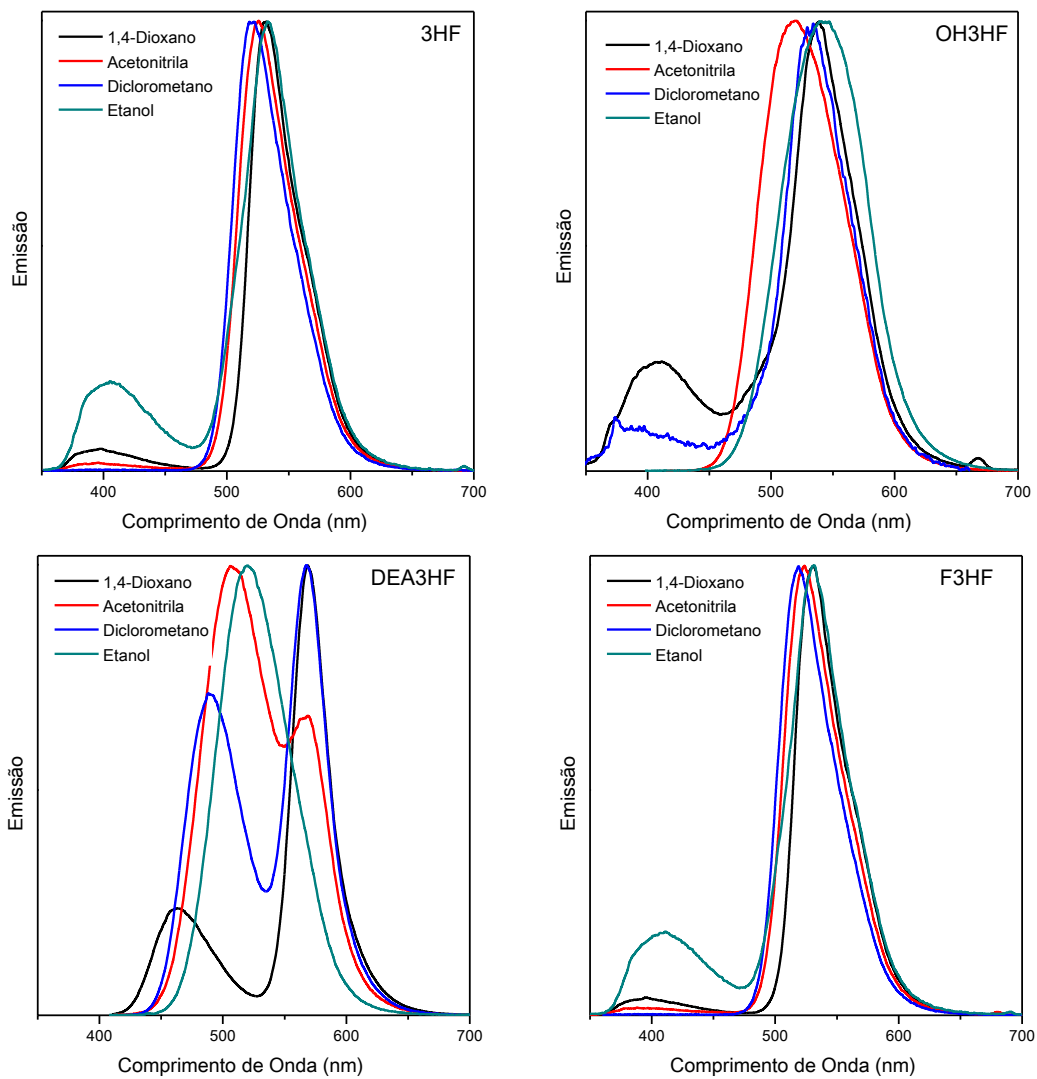 3HF
1,4-Dioxano
Acetonitrila
Diclorometano
Etanol
Emissão
400 500 600 700
Comprimento de Onda (nm)
OH3HF
1,4-Dioxano
Acetonitrila
Diclorometano
Etanol
Emissão
400 500 600 700
Comprimento de Onda (nm)
DEA3HF
1,4-Dioxano
Acetonitrila
Diclorometano
Etanol
Emissão
400 500 600 700
Comprimento de Onda (nm)
F3HF
1,4-Dioxano
Acetonitrila
Diclorometano
Etanol
Emissão
400 500 600 700
Comprimento de Onda (nm)